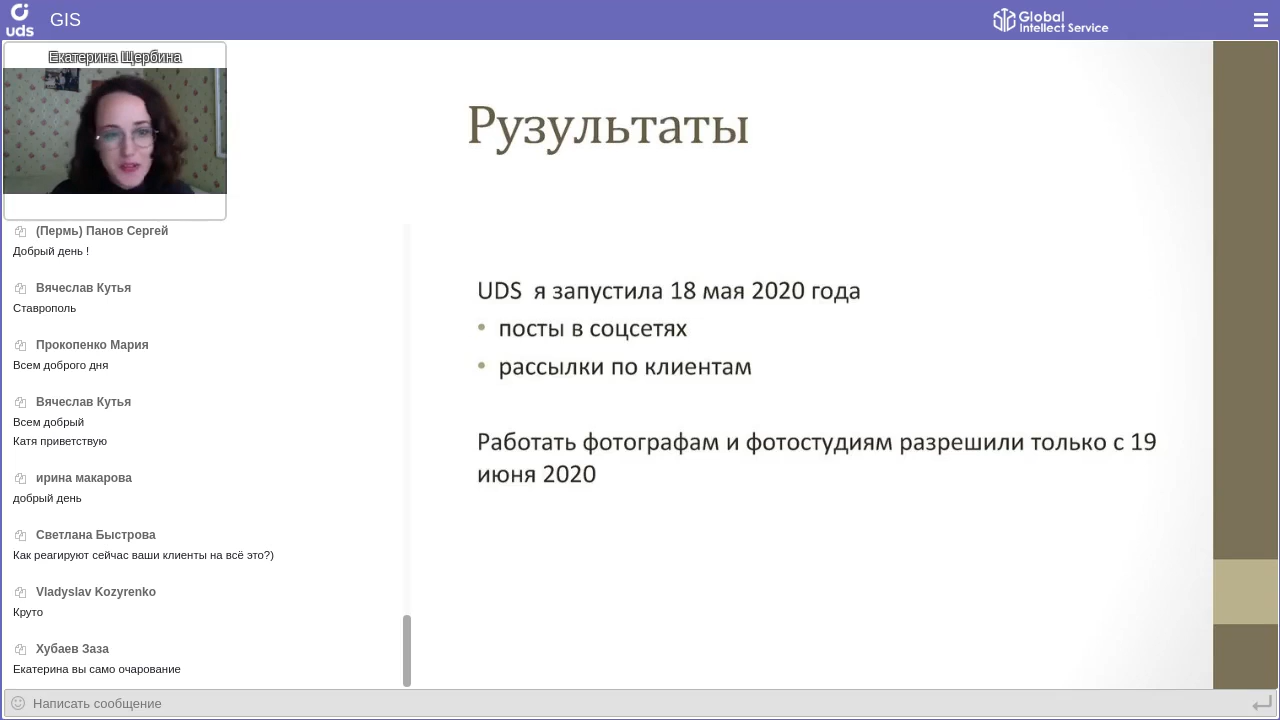 uds
GIS
Global
Intellect Service
Екатерина Щербина
Рузультаты
UDS я запустила 18 мая 2020 года
• посты в соцсетях
• рассылки по клиентам
Работать фотографам и фотостудиям разрешили только с 19
июня 2020
(Пермь) Панов Сергей
Добрый день !
Вячеслав Кутья
Ставрополь
Прокопенко Мария
Всем доброго дня
Вячеслав Кутья
Всем добрый
Катя приветствую
ирина макарова
добрый день
Светлана Быстрова
Как реагируют сейчас ваши клиенты на всё это?)
Vladyslav Kozyrenko
Круто
Хубаев Заза
Екатерина вы само очарование
Написать сообщение